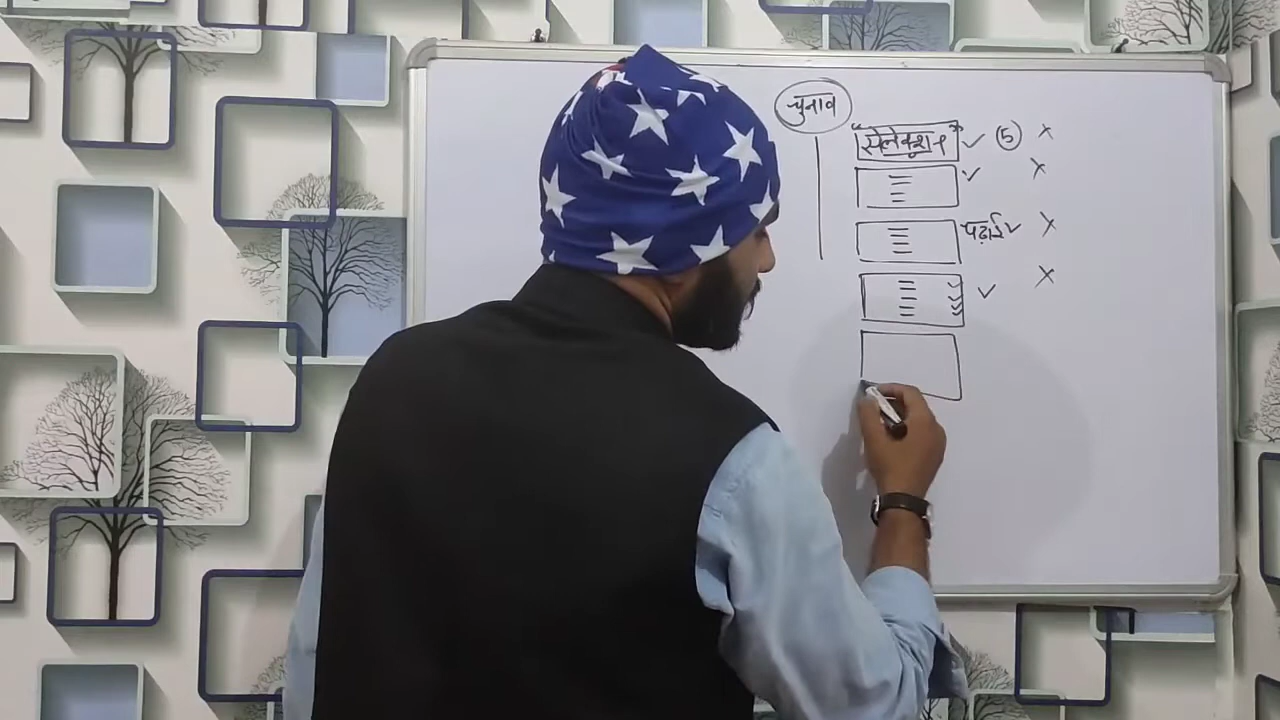 चुनाव
"सेलेक्शन" ✓ ⑤ ×
✓ ×
पढ़ाई ✓ ×
✓ ×